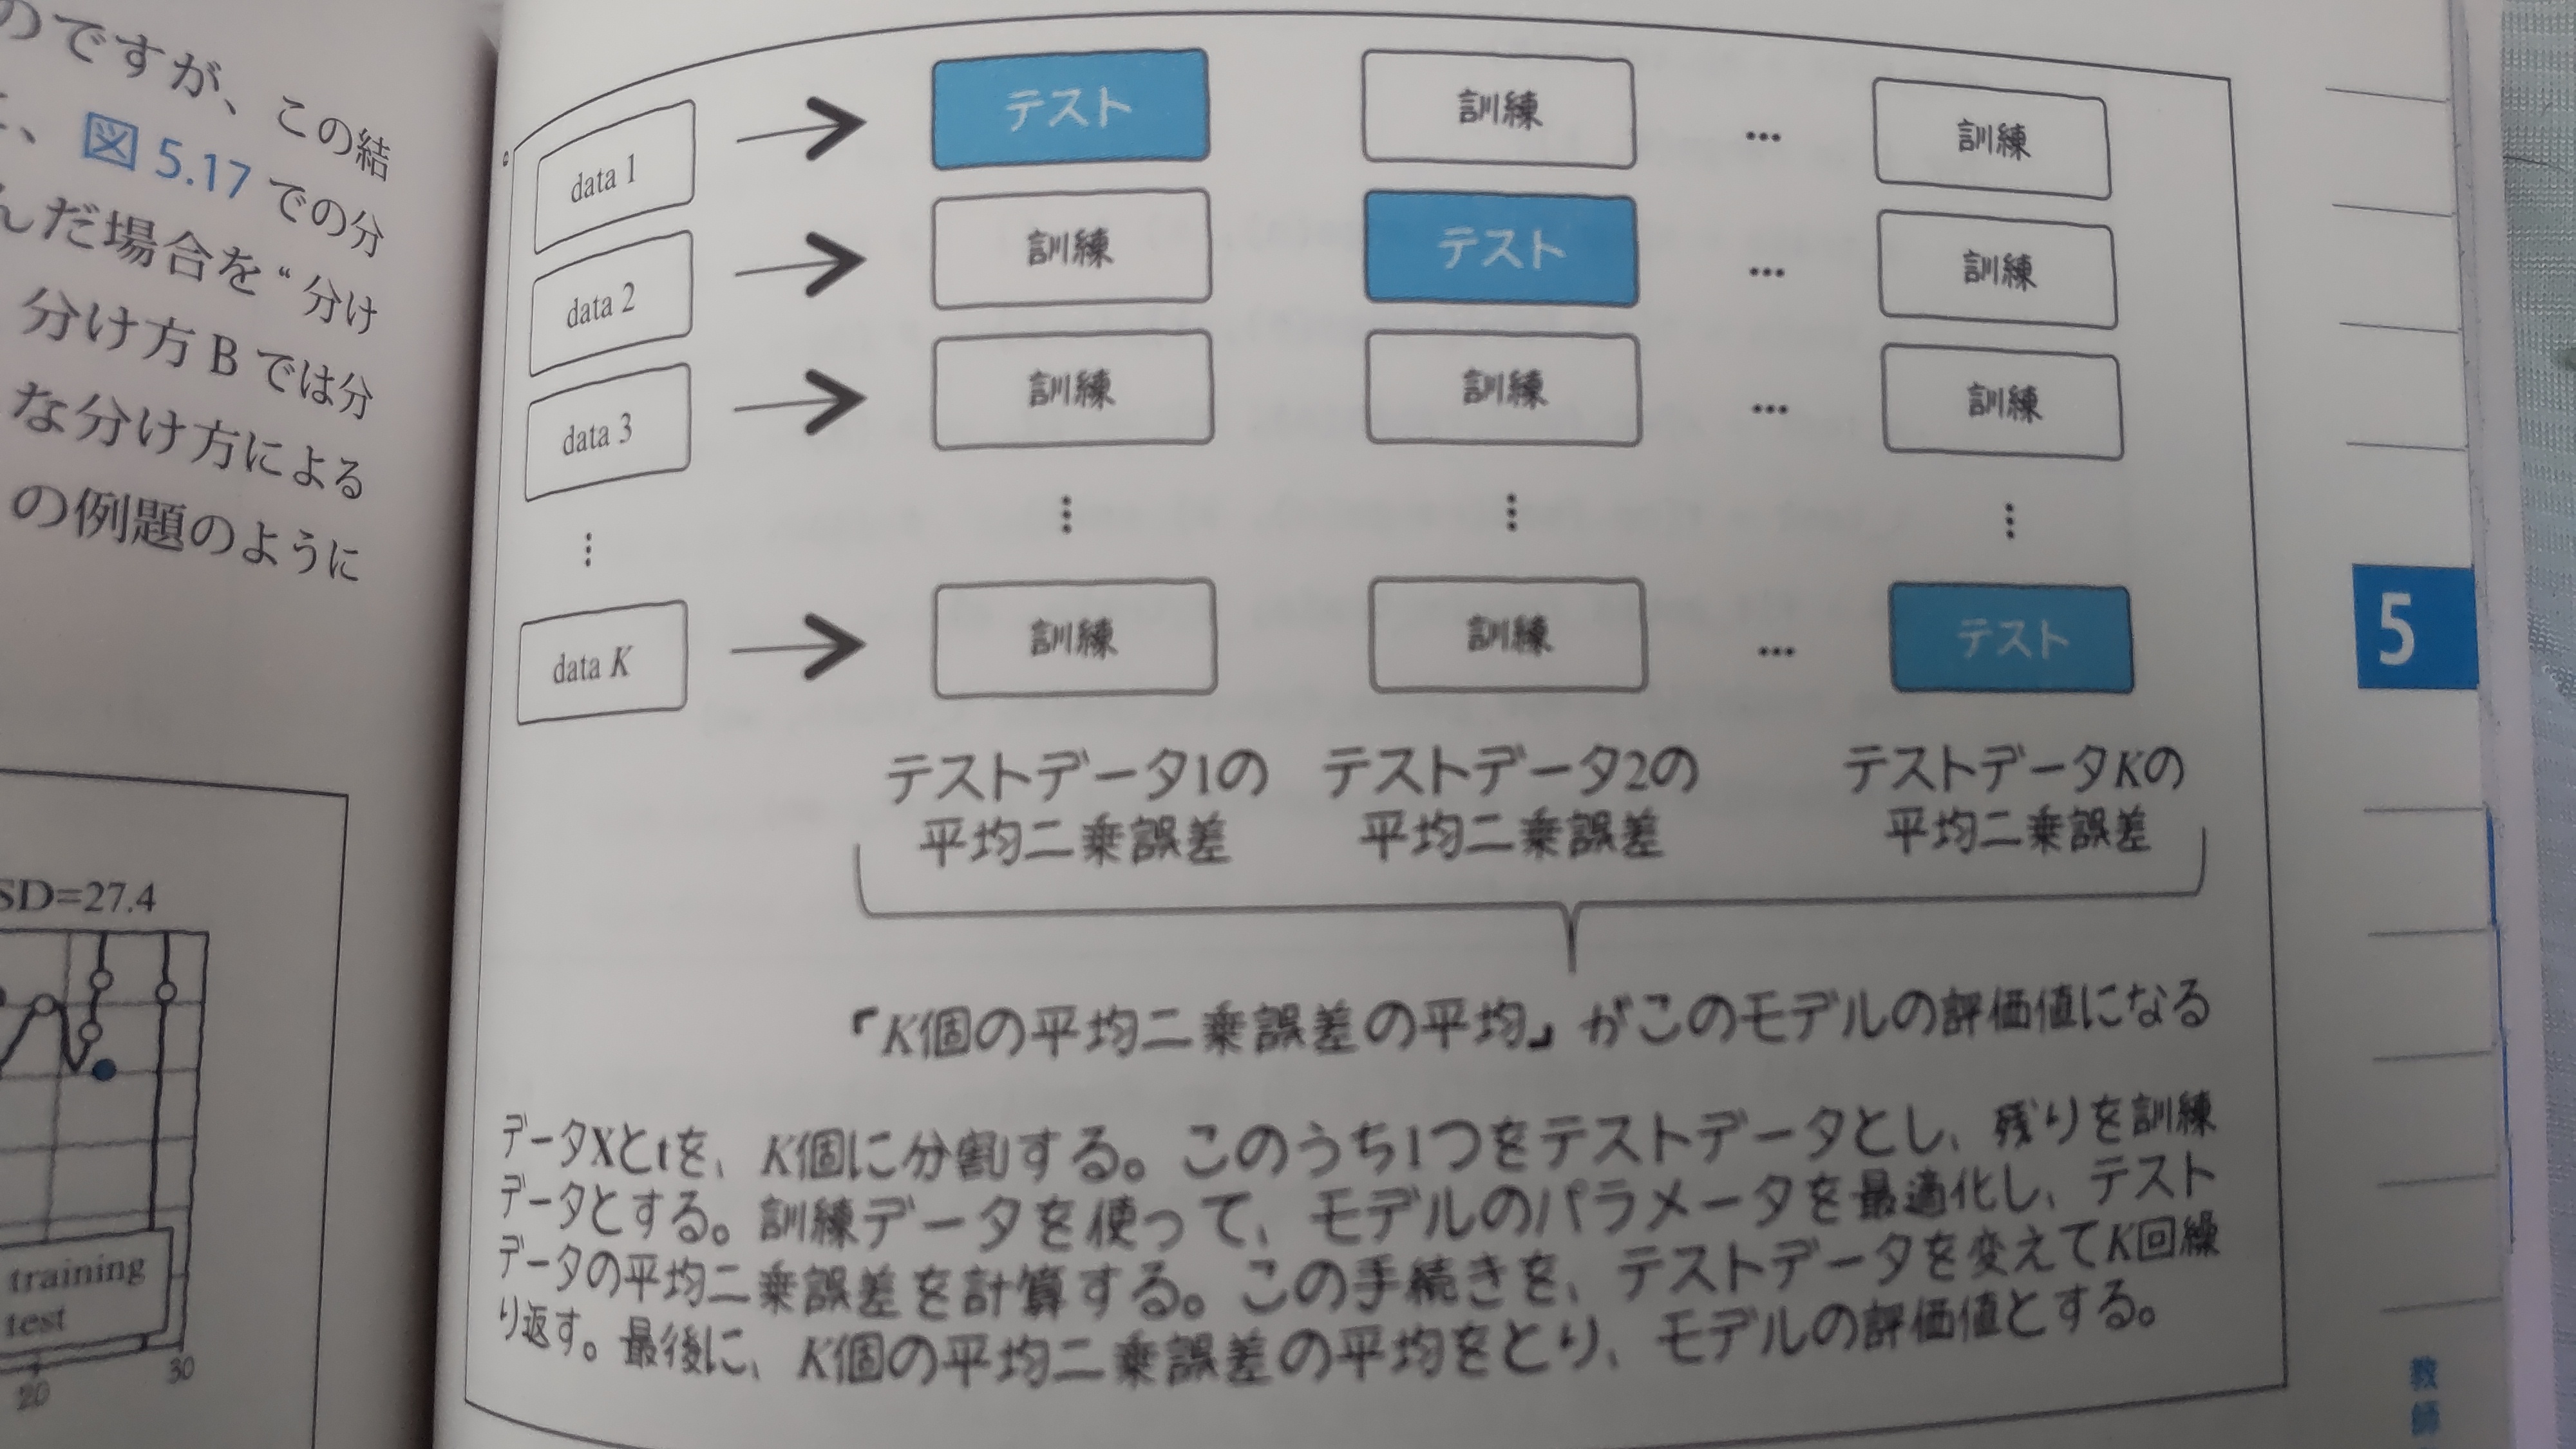 のですが、この結
、図 5.17 での分
んだ場合を“分け
分け方 B では分
な分け方による
の例題のように
SD=27.4
training
test
20
30
data 1 テスト 訓練 … 訓練
data 2 訓練 テスト … 訓練
data 3 訓練 訓練 … 訓練
⋮ ⋮ ⋮ ⋮
data K 訓練 訓練 … テスト
テストデータ1の テストデータ2の テストデータKの
平均二乗誤差 平均二乗誤差 平均二乗誤差
「K個の平均二乗誤差の平均」がこのモデルの評価値になる
データXとtを、K個に分割する。このうち1つをテストデータとし、残りを訓練
データとする。訓練データを使って、モデルのパラメータを最適化し、テスト
データの平均二乗誤差を計算する。この手続きを、テストデータを変えてK回繰
り返す。最後に、K個の平均二乗誤差の平均をとり、モデルの評価値とする。
5
教
師